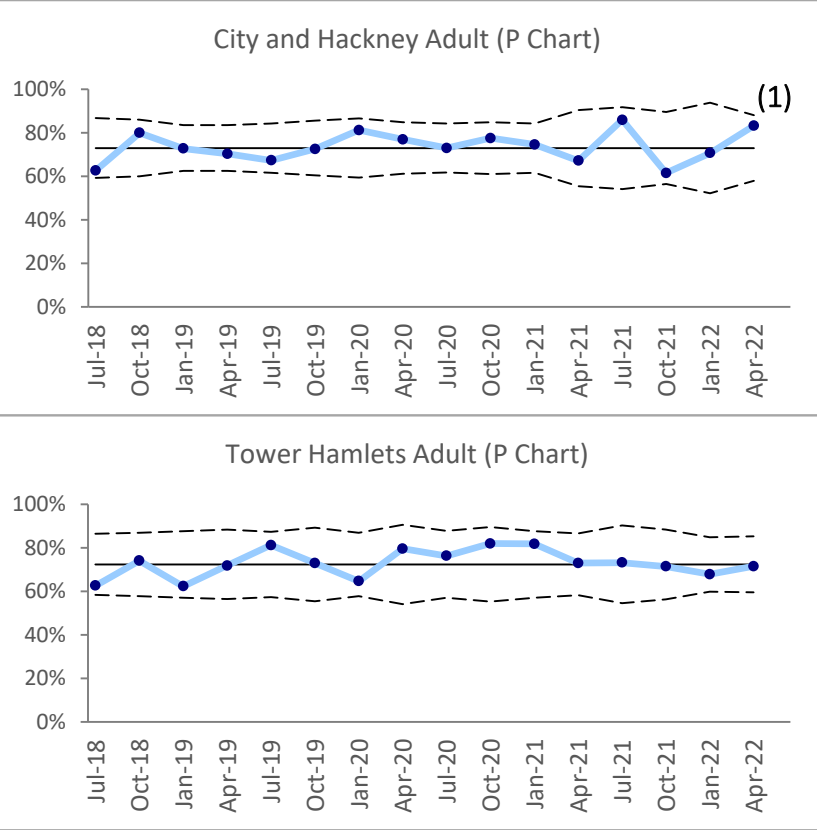 City and Hackney Adult (P Chart)
100%
(1)
80%
60%
40%
20%
0%
Jul-18
Oct-18
Jan-19
Apr-19
Jul-19
Oct-19
Jan-20
Apr-20
Jul-20
Oct-20
Jan-21
Apr-21
Jul-21
Oct-21
Jan-22
Apr-22
Tower Hamlets Adult (P Chart)
100%
80%
60%
40%
20%
0%
Jul-18
Oct-18
Jan-19
Apr-19
Jul-19
Oct-19
Jan-20
Apr-20
Jul-20
Oct-20
Jan-21
Apr-21
Jul-21
Oct-21
Jan-22
Apr-22